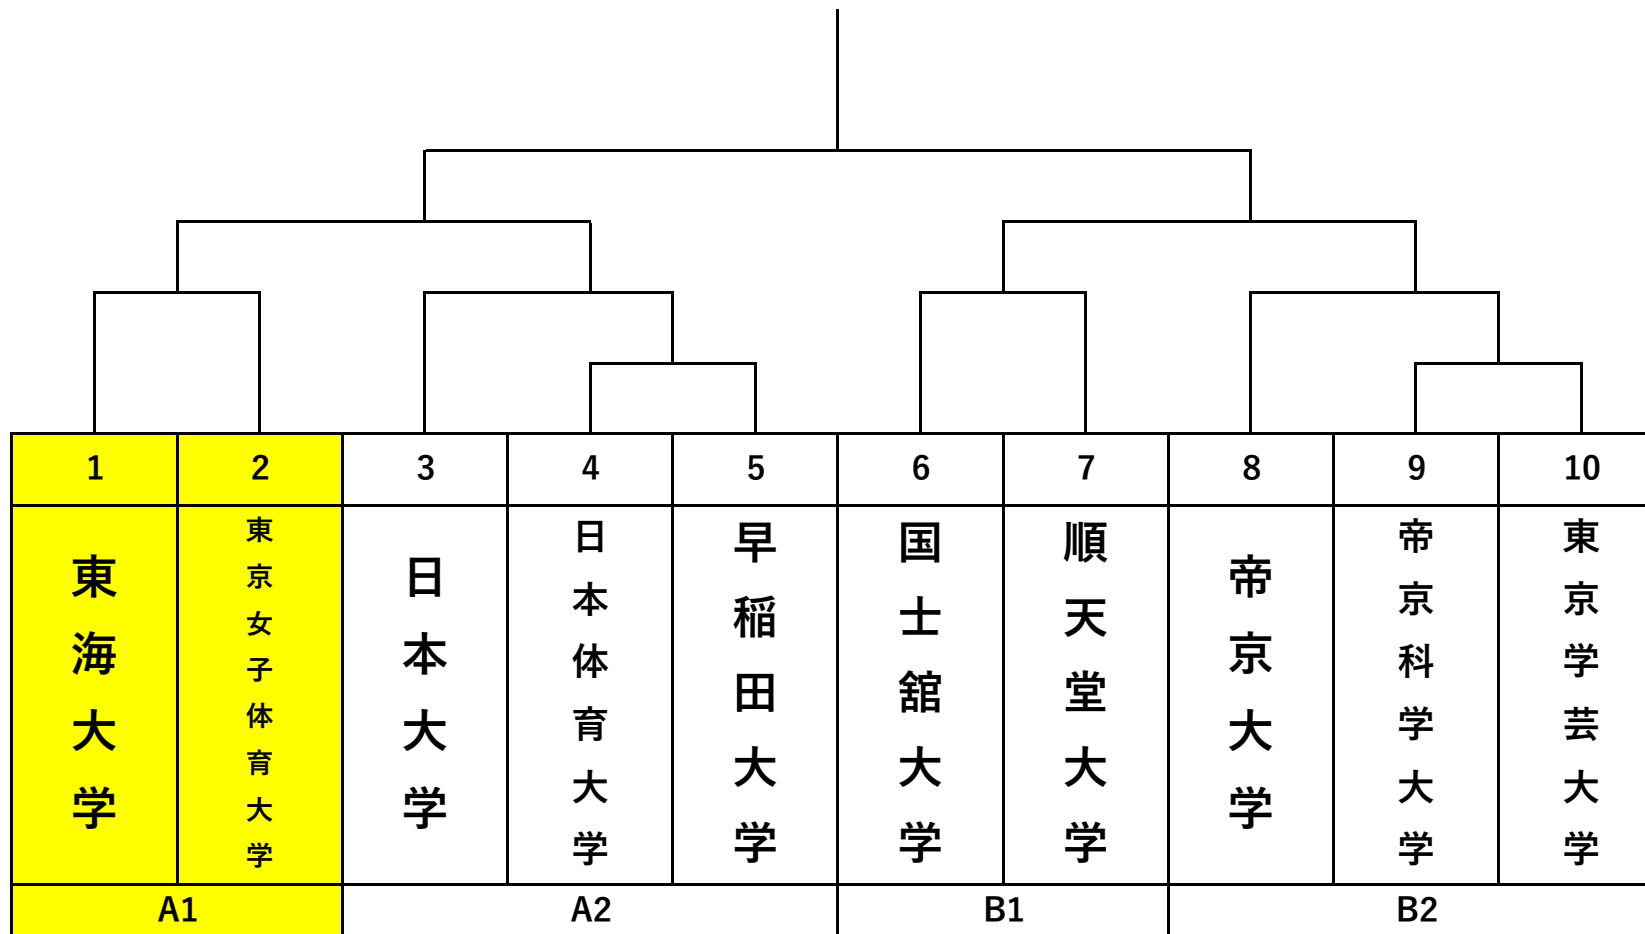 1 2 3 4 5 6 7 8 9 10
東海大学
東京女子体育大学
日本大学
日本体育大学
早稲田大学
国士舘大学
順天堂大学
帝京大学
帝京科学大学
東京学芸大学
A1 A2 B1 B2